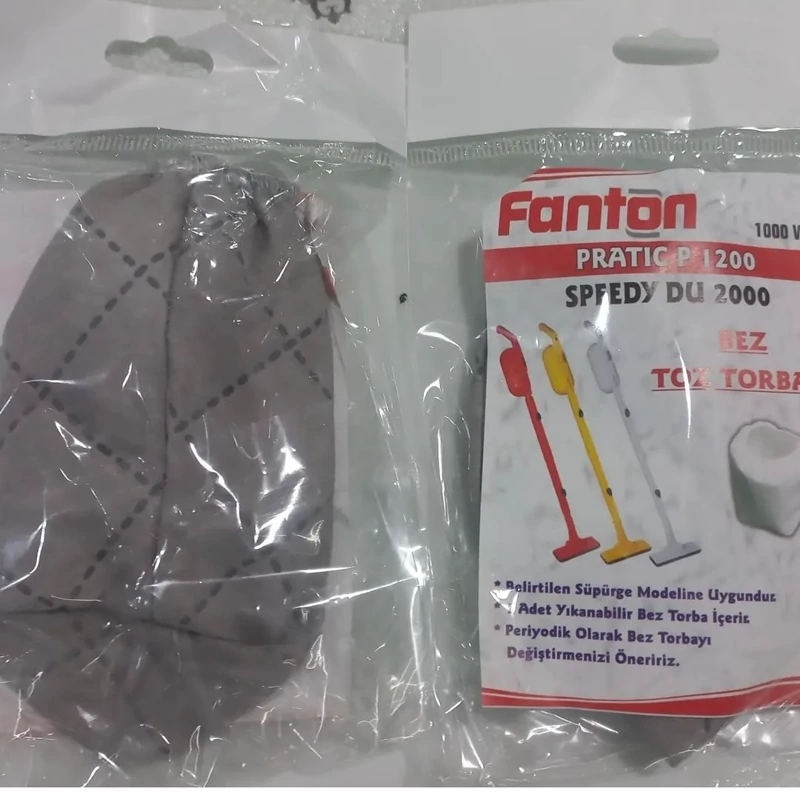 Fanton
1000 W
PRATIC P 1200
SPEEDY DU 2000
BEZ
TOZ TORBA
* Belirtilen Süpürge Modeline Uygundur.
* Adet Yıkanabilir Bez Torba İçerir.
* Periyodik Olarak Bez Torbayı
Değiştirmenizi Öneririz.